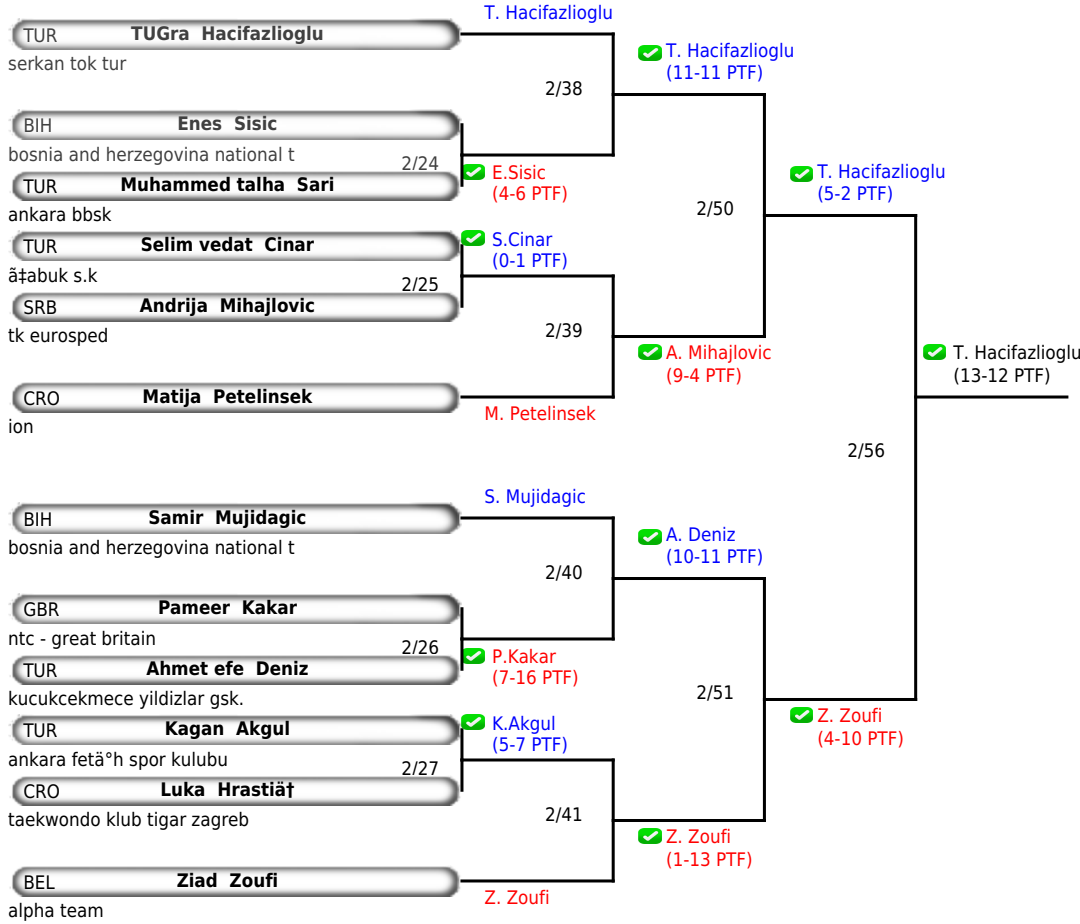 T. Hacifazlioglu
TUR TUGra Hacifazlioglu
serkan tok tur
T. Hacifazlioglu
(11-11 PTF)
2/38
BIH Enes Sisic
bosnia and herzegovina national t
2/24
E.Sisic
(4-6 PTF)
TUR Muhammed talha Sari
ankara bbsk
T. Hacifazlioglu
(5-2 PTF)
2/50
TUR Selim vedat Cinar
ã‡abuk s.k
S.Cinar
(0-1 PTF)
2/25
SRB Andrija Mihajlovic
tk eurosped
2/39
A. Mihajlovic
(9-4 PTF)
T. Hacifazlioglu
(13-12 PTF)
CRO Matija Petelinsek
ion
M. Petelinsek
2/56
S. Mujidagic
BIH Samir Mujidagic
bosnia and herzegovina national t
A. Deniz
(10-11 PTF)
2/40
GBR Pameer Kakar
ntc - great britain
2/26
P.Kakar
(7-16 PTF)
TUR Ahmet efe Deniz
kucukcekmece yildizlar gsk.
2/51
Z. Zoufi
(4-10 PTF)
TUR Kagan Akgul
ankara fetä°h spor kulubu
K.Akgul
(5-7 PTF)
2/27
CRO Luka Hrastiä†
taekwondo klub tigar zagreb
2/41
Z. Zoufi
(1-13 PTF)
BEL Ziad Zoufi
alpha team
Z. Zoufi